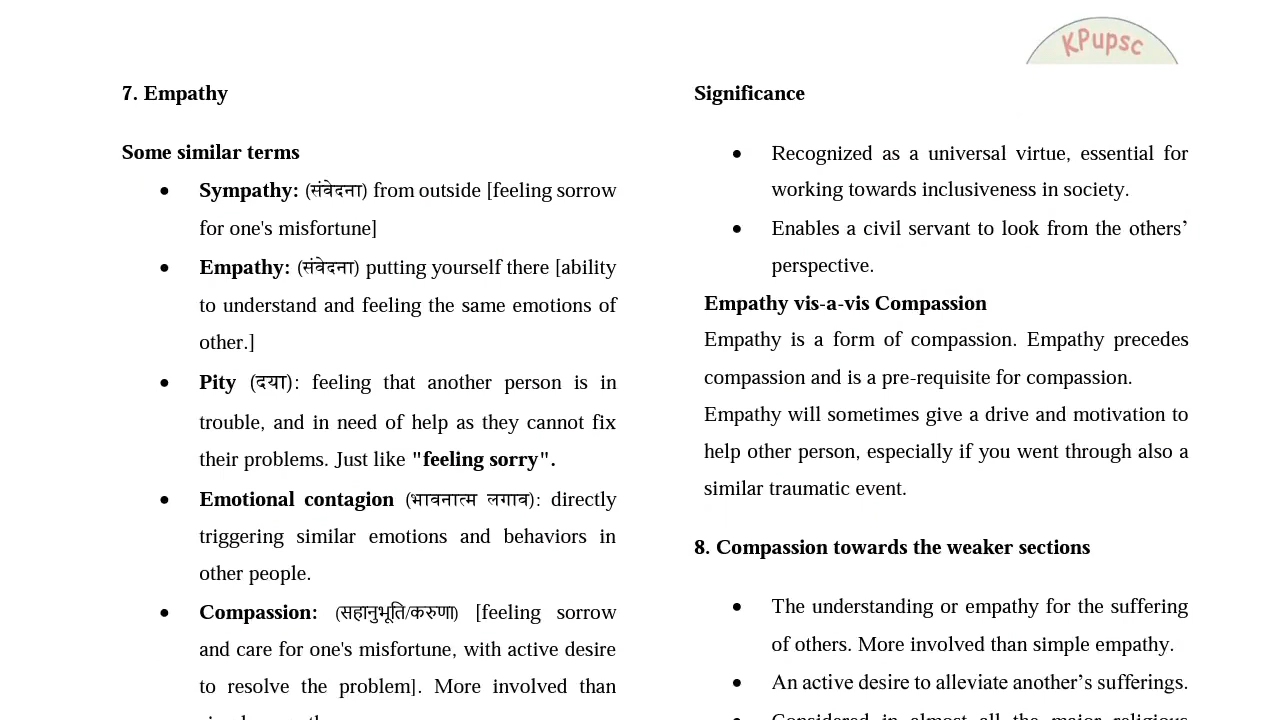 KPupsc
7. Empathy
Some similar terms
• Sympathy: (संवेदना) from outside [feeling sorrow
for one's misfortune]
• Empathy: (संवेदना) putting yourself there [ability
to understand and feeling the same emotions of
other.]
• Pity (दया): feeling that another person is in
trouble, and in need of help as they cannot fix
their problems. Just like "feeling sorry".
• Emotional contagion (भावनात्म लगाव): directly
triggering similar emotions and behaviors in
other people.
• Compassion: (सहानुभूति/करुणा) [feeling sorrow
and care for one's misfortune, with active desire
to resolve the problem]. More involved than
Significance
• Recognized as a universal virtue, essential for
working towards inclusiveness in society.
• Enables a civil servant to look from the others’
perspective.
Empathy vis-a-vis Compassion
Empathy is a form of compassion. Empathy precedes
compassion and is a pre-requisite for compassion.
Empathy will sometimes give a drive and motivation to
help other person, especially if you went through also a
similar traumatic event.
8. Compassion towards the weaker sections
• The understanding or empathy for the suffering
of others. More involved than simple empathy.
• An active desire to alleviate another’s sufferings.
• Considered in almost all the major religious